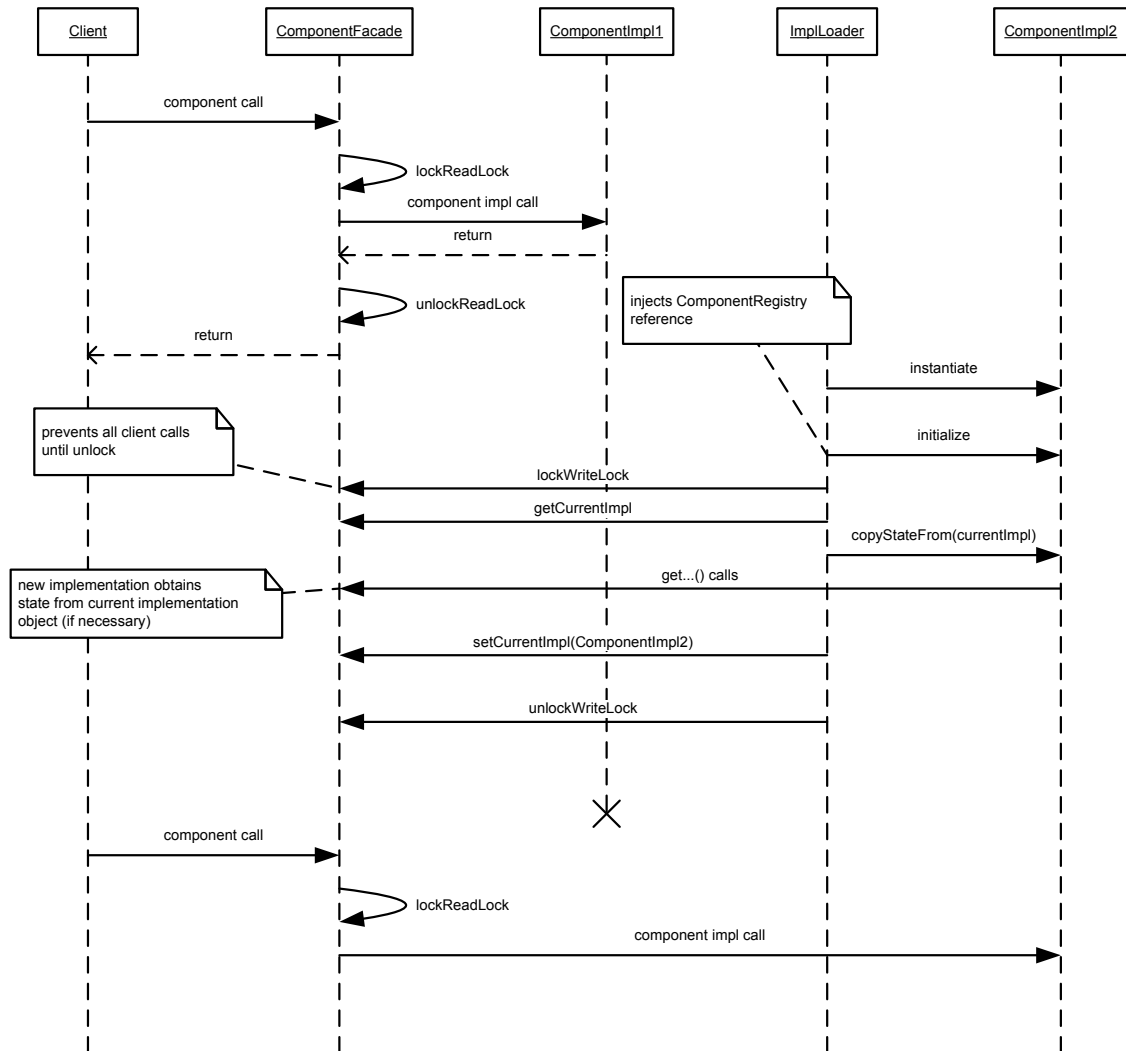 Client
ComponentFacade
ComponentImpl1
ImplLoader
ComponentImpl2
component call
lockReadLock
component impl call
return
unlockReadLock
injects ComponentRegistry
reference
return
instantiate
prevents all client calls
until unlock
initialize
lockWriteLock
getCurrentImpl
copyStateFrom(currentImpl)
new implementation obtains
state from current implementation
object (if necessary)
get...() calls
setCurrentImpl(ComponentImpl2)
unlockWriteLock
component call
lockReadLock
component impl call